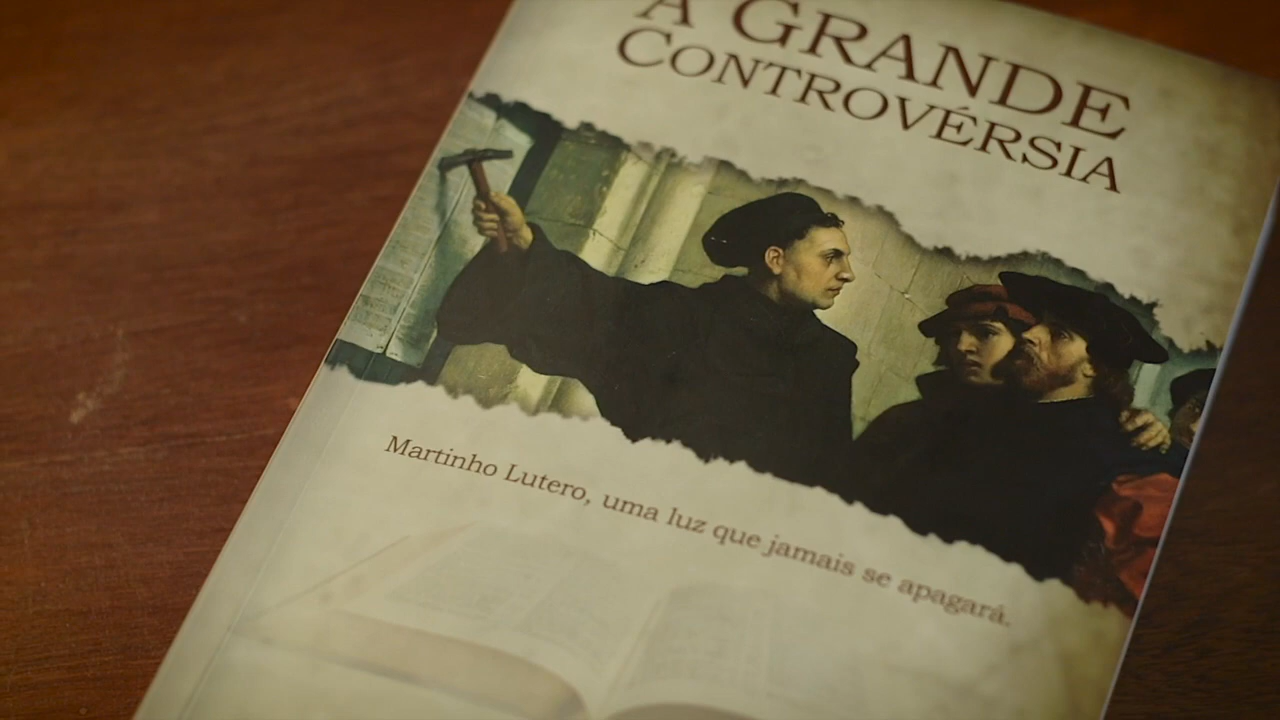 A GRANDE
CONTROVÉRSIA
Martinho Lutero, uma luz que jamais se apagará.